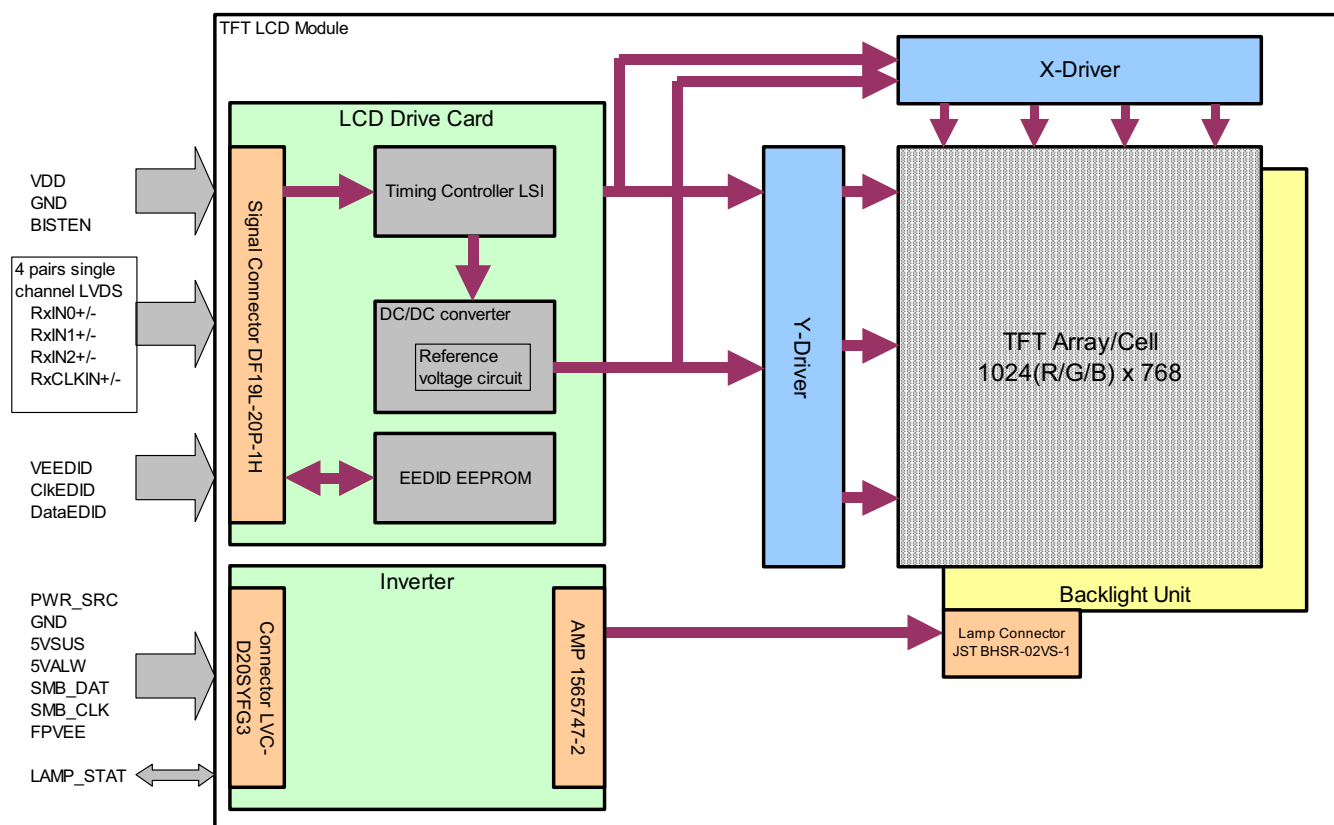 TFT LCD Module
X-Driver
LCD Drive Card
VDD
GND
BISTEN
4 pairs single
channel LVDS
RxIN0+/-
RxIN1+/-
RxIN2+/-
RxCLKIN+/-
VEEDID
ClkEDID
DataEDID
Signal Connector DF19L-20P-1H
Timing Controller LSI
DC/DC converter
Reference
voltage circuit
EEDID EEPROM
Y-Driver
TFT Array/Cell
1024(R/G/B) x 768
Backlight Unit
Lamp Connector
JST BHSR-02VS-1
Inverter
PWR_SRC
GND
5VSUS
5VALW
SMB_DAT
SMB_CLK
FPVEE
LAMP_STAT
Connector LVC-
D20SYFG3
AMP 1565747-2